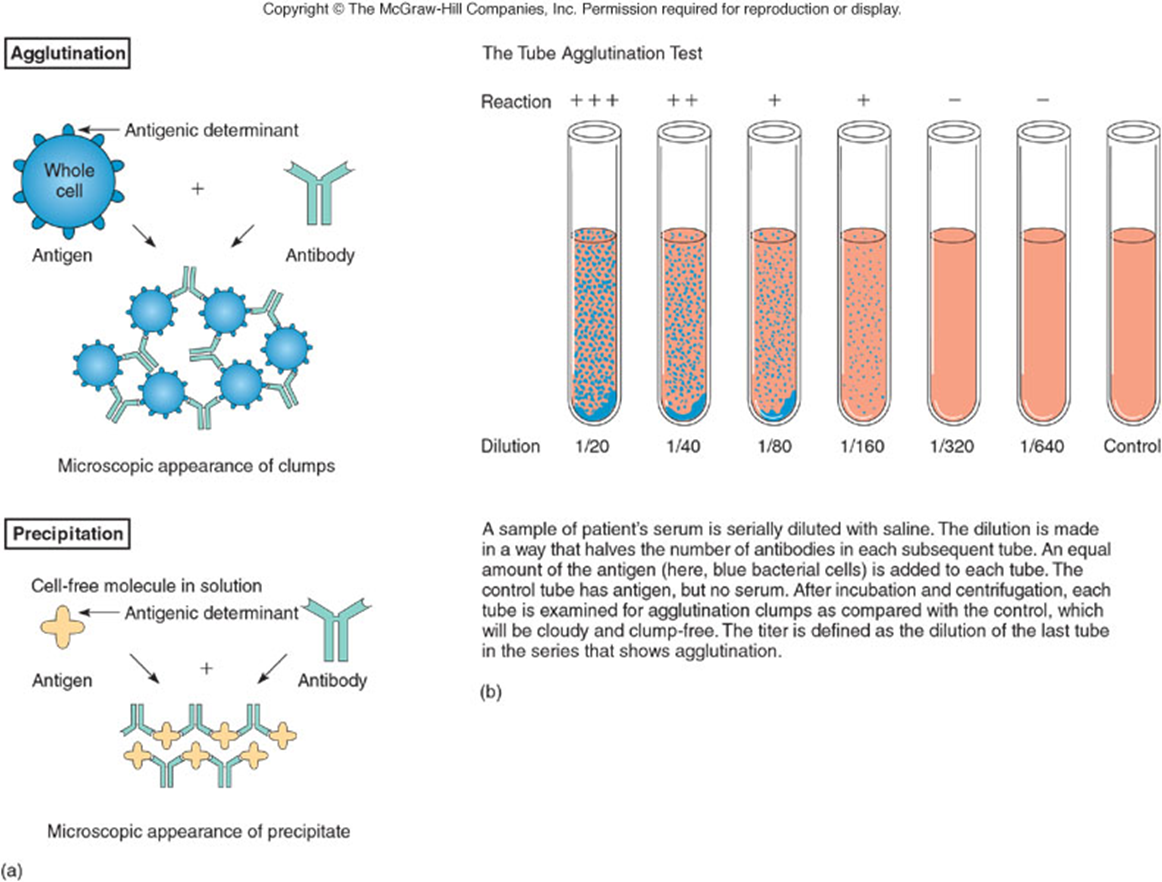 Copyright © The McGraw-Hill Companies, Inc. Permission required for reproduction or display.
Agglutination
Antigenic determinant
Whole
cell
+
Antigen
Antibody
Microscopic appearance of clumps
Precipitation
Cell-free molecule in solution
Antigenic determinant
+
Antigen
Antibody
Microscopic appearance of precipitate
(a)
The Tube Agglutination Test
Reaction +++ ++ + + − −
Dilution 1/20 1/40 1/80 1/160 1/320 1/640 Control
A sample of patient's serum is serially diluted with saline. The dilution is made
in a way that halves the number of antibodies in each subsequent tube. An equal
amount of the antigen (here, blue bacterial cells) is added to each tube. The
control tube has antigen, but no serum. After incubation and centrifugation, each
tube is examined for agglutination clumps as compared with the control, which
will be cloudy and clump-free. The titer is defined as the dilution of the last tube
in the series that shows agglutination.
(b)